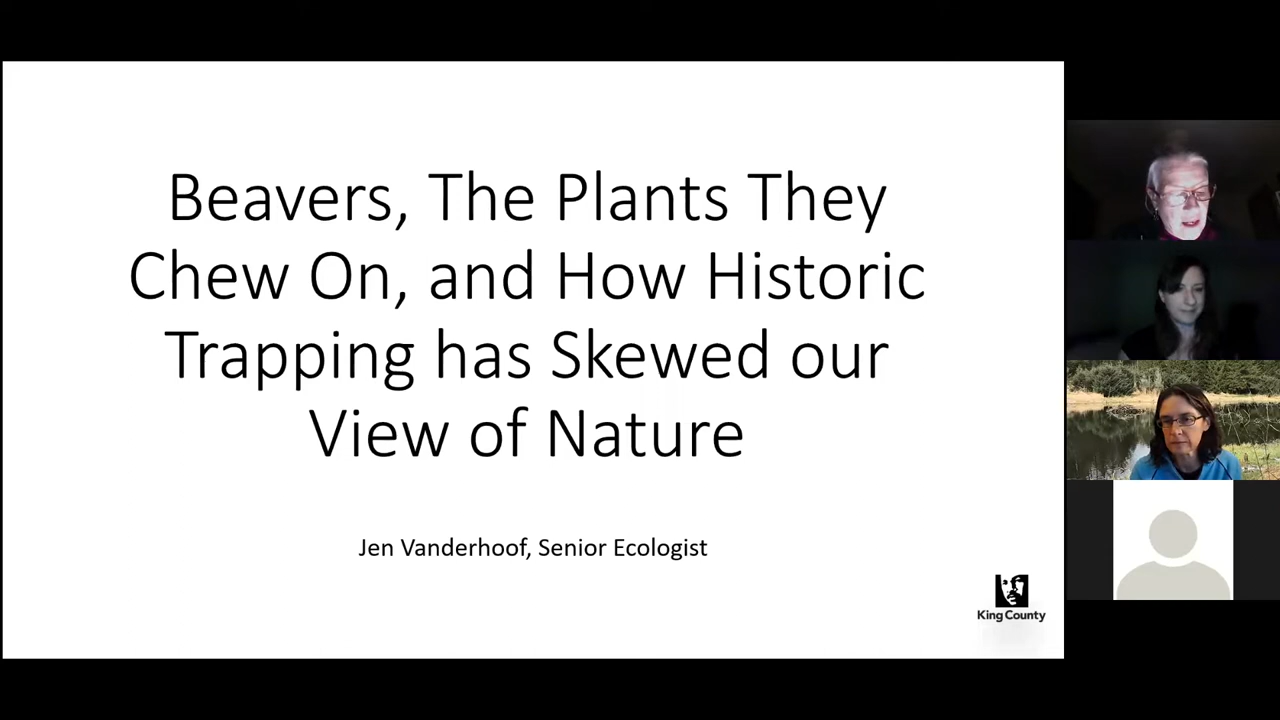 Beavers, The Plants They
Chew On, and How Historic
Trapping has Skewed our
View of Nature
Jen Vanderhoof, Senior Ecologist
King County